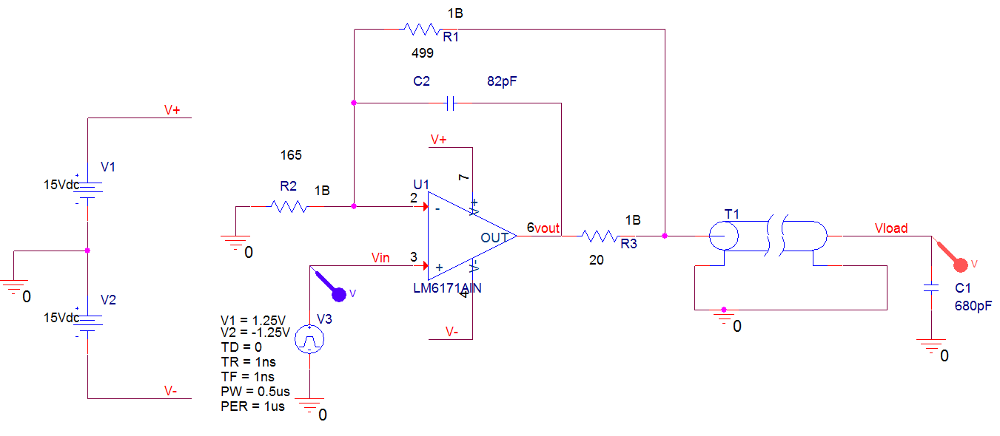 1B
R1
499
C2 82pF
V+
V+
165
V1
15Vdc
+
-
R2
1B
U1
7
2
-
V+
T1
1B
6
vout
Vload
OUT
R3
0
Vin
3
20
+
V-
V
LM6171AIN
4
V
C1
680pF
0
V2
15Vdc
+
-
V3
V1 = 1.25V
V2 = -1.25V
TD = 0
TR = 1ns
TF = 1ns
PW = 0.5us
PER = 1us
+
-
V-
0
0
V-
0